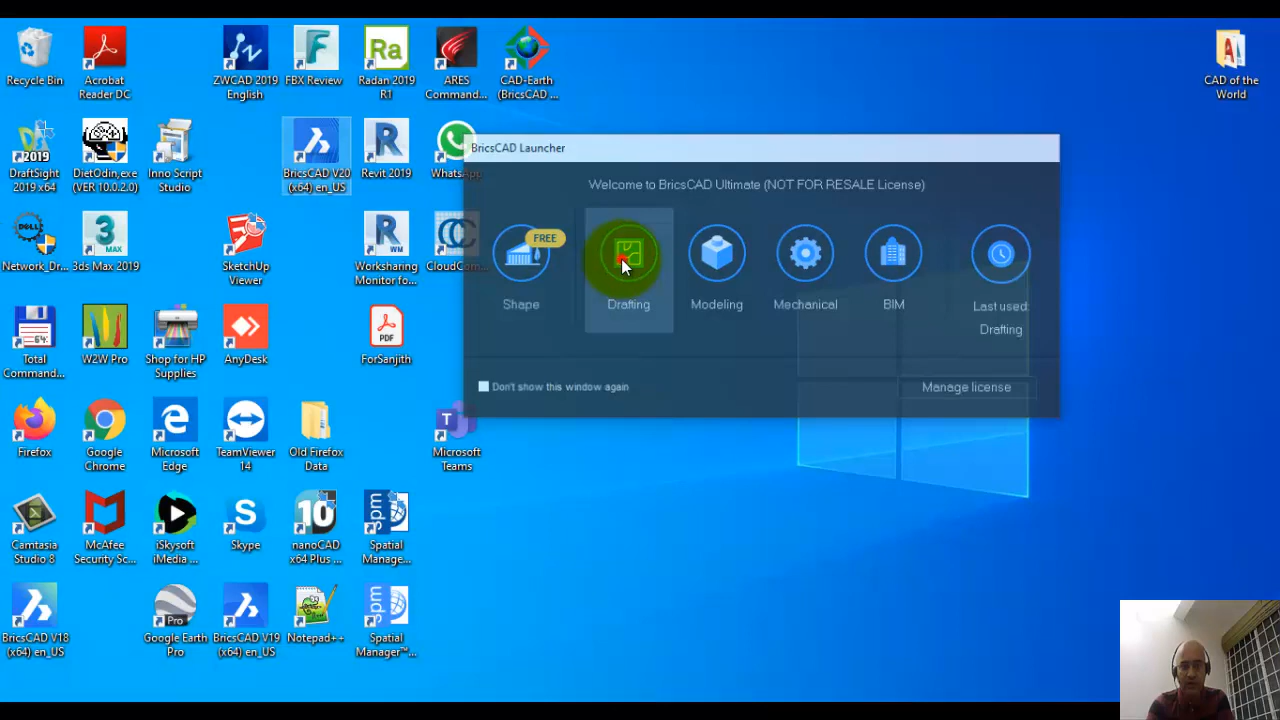 Recycle Bin
Acrobat
Reader DC
ZWCAD 2019
English
FBX Review
Radan 2019
R1
ARES
Command...
CAD-Earth
(BricsCAD ...
CAD of the
World
DraftSight
2019 x64
DietOdin,exe
(VER 10.0.2.0)
Inno Script
Studio
BricsCAD V20
(x64) en_US
Revit 2019
WhatsApp
BricsCAD Launcher
Welcome to BricsCAD Ultimate (NOT FOR RESALE License)
FREE
Shape
Drafting
Modeling
Mechanical
BIM
Last used:
Drafting
Don't show this window again
Manage license
Network_Dr...
3ds Max 2019
SketchUp
Viewer
Worksharing
Monitor fo...
CloudCom...
Total
Command...
W2W Pro
Shop for HP
Supplies
AnyDesk
PDF
ForSanjith
Firefox
Google
Chrome
Microsoft
Edge
TeamViewer
14
Old Firefox
Data
Microsoft
Teams
Camtasia
Studio 8
McAfee
Security Sc...
iSkysoft
iMedia ...
Skype
nanoCAD
x64 Plus ...
Spatial
Manage...
BricsCAD V18
(x64) en_US
Google Earth
Pro
BricsCAD V19
(x64) en_US
Notepad++
Spatial
Manager™...